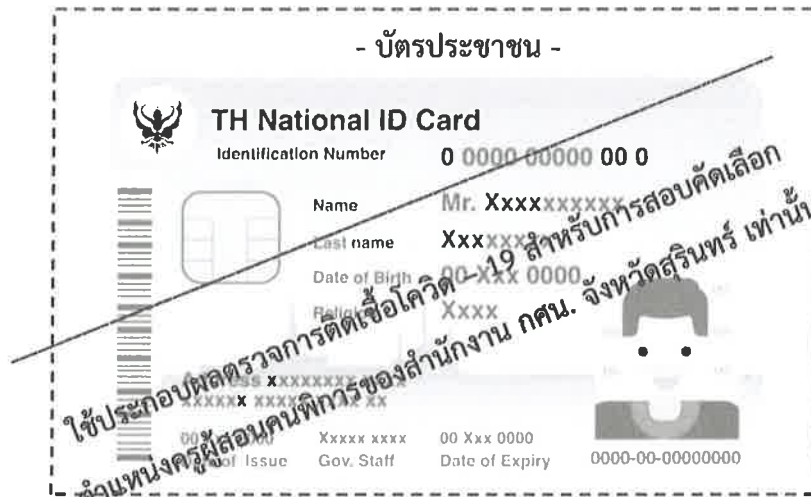 - บัตรประชาชน -
TH National ID Card
Identification Number 0 0000 00000 00 0
Name Mr. Xxxxxxxxxxx
Last name Xxxxxx
Date of Birth 00 Xxx 0000
Xxxx
ใช้ประกอบผลตรวจการติดเชื้อโควิด – 19 สำหรับการสอบคัดเลือก
ตำแหน่งครูผู้สอนคนพิการของสำนักงาน กศน. จังหวัดสุรินทร์ เท่านั้น
xxxxxx
Xxxxx xxxx 00 Xxx 0000 0000-00-00000000
of Issue Gov. Staff Date of Expiry